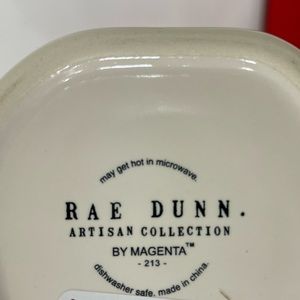 may get hot in microwave.
RAE DUNN.
ARTISAN COLLECTION
BY MAGENTA™
- 213 -
dishwasher safe. made in china.